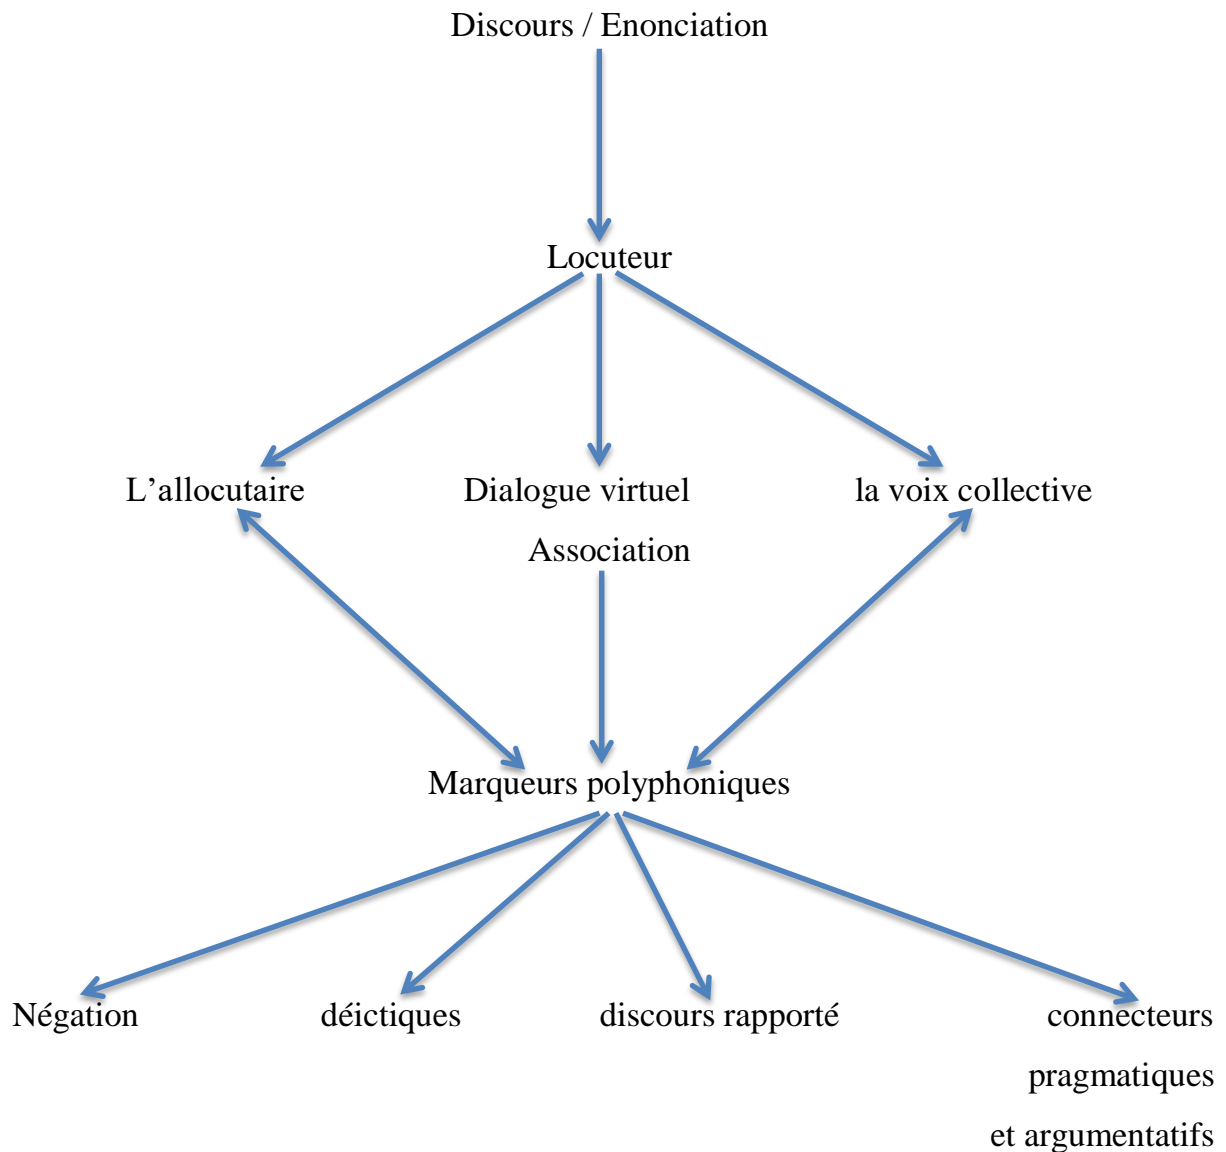 Discours / Enonciation
Locuteur
L’allocutaire Dialogue virtuel la voix collective
Association
Marqueurs polyphoniques
Négation déictiques discours rapporté connecteurs
pragmatiques
et argumentatifs